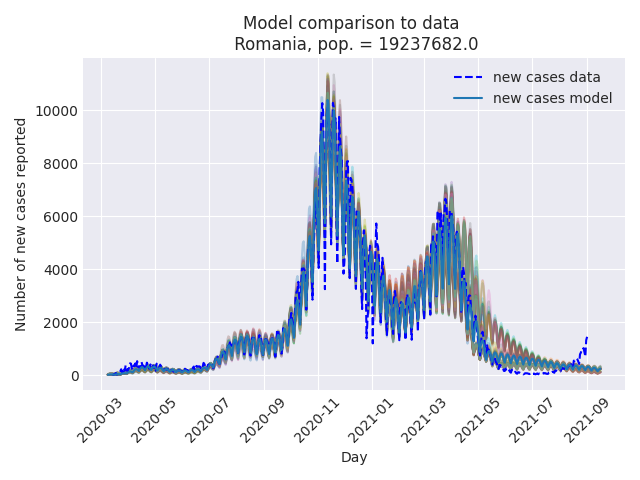 Model comparison to data
Romania, pop. = 19237682.0
new cases data
new cases model
Number of new cases reported
10000
8000
6000
4000
2000
0
2020-03
2020-05
2020-07
2020-09
2020-11
2021-01
2021-03
2021-05
2021-07
2021-09
Day